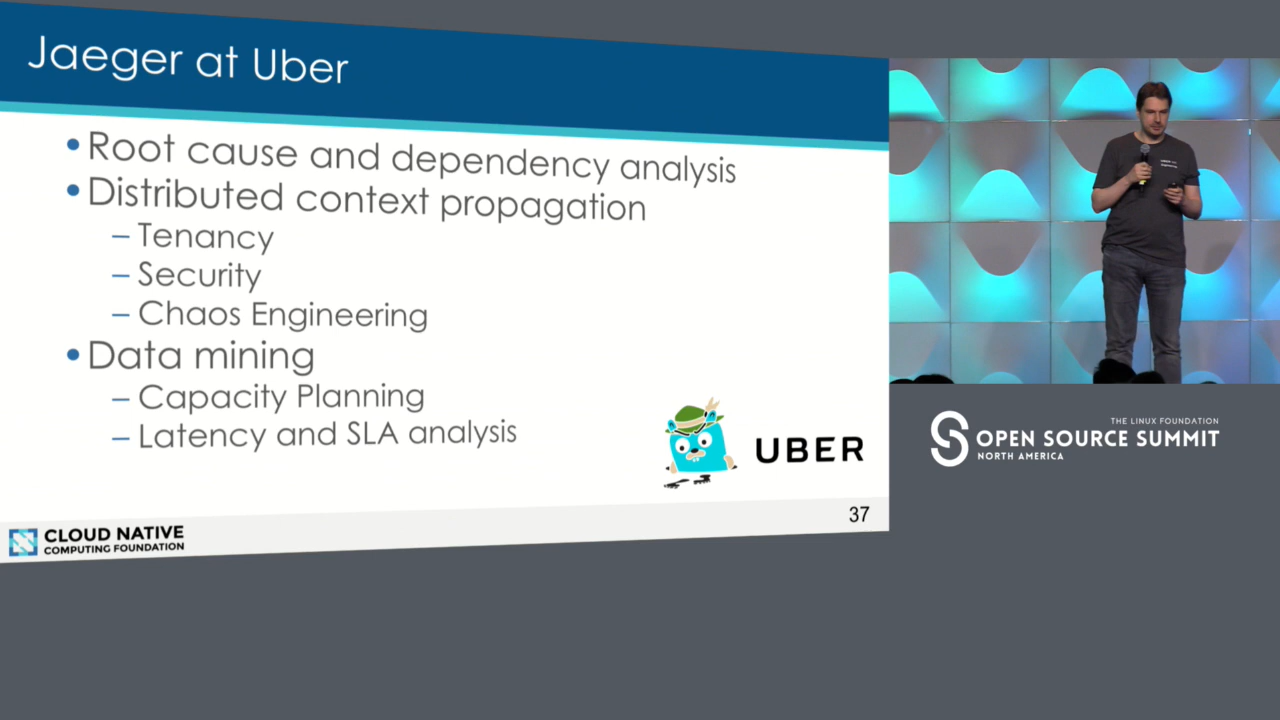 Jaeger at Uber
• Root cause and dependency analysis
• Distributed context propagation
– Tenancy
– Security
– Chaos Engineering
• Data mining
– Capacity Planning
– Latency and SLA analysis
UBER
37
CLOUD NATIVE
COMPUTING FOUNDATION
THE LINUX FOUNDATION
OPEN SOURCE SUMMIT
NORTH AMERICA